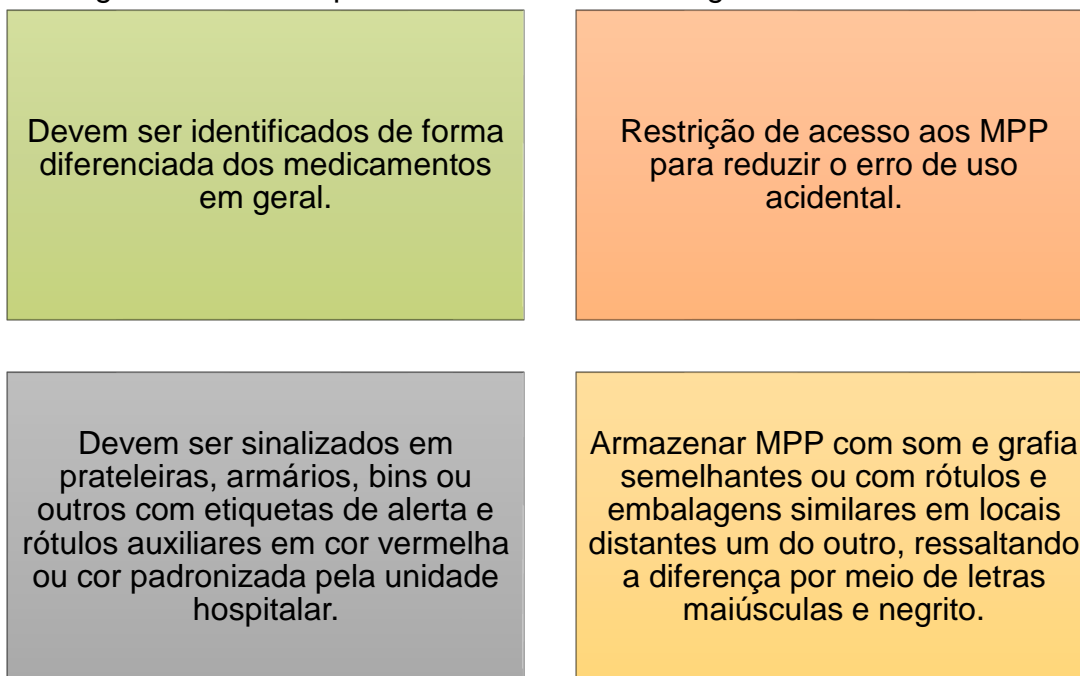 Devem ser identificados de forma
diferenciada dos medicamentos
em geral.
Restrição de acesso aos MPP
para reduzir o erro de uso
acidental.
Devem ser sinalizados em
prateleiras, armários, bins ou
outros com etiquetas de alerta e
rótulos auxiliares em cor vermelha
ou cor padronizada pela unidade
hospitalar.
Armazenar MPP com som e grafia
semelhantes ou com rótulos e
embalagens similares em locais
distantes um do outro, ressaltando
a diferença por meio de letras
maiúsculas e negrito.